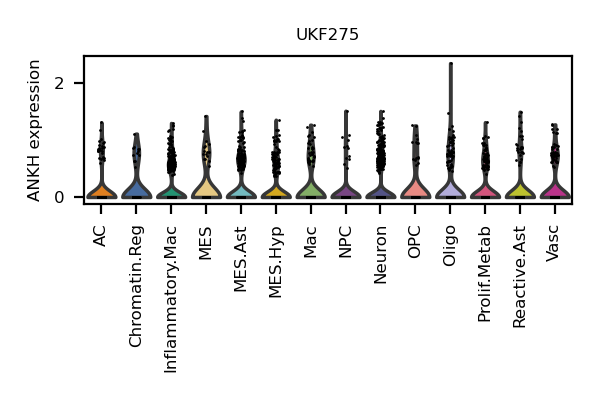 UKF275
ANKH expression
2
0
AC
Chromatin.Reg
Inflammatory.Mac
MES
MES.Ast
MES.Hyp
Mac
NPC
Neuron
OPC
Oligo
Prolif.Metab
Reactive.Ast
Vasc